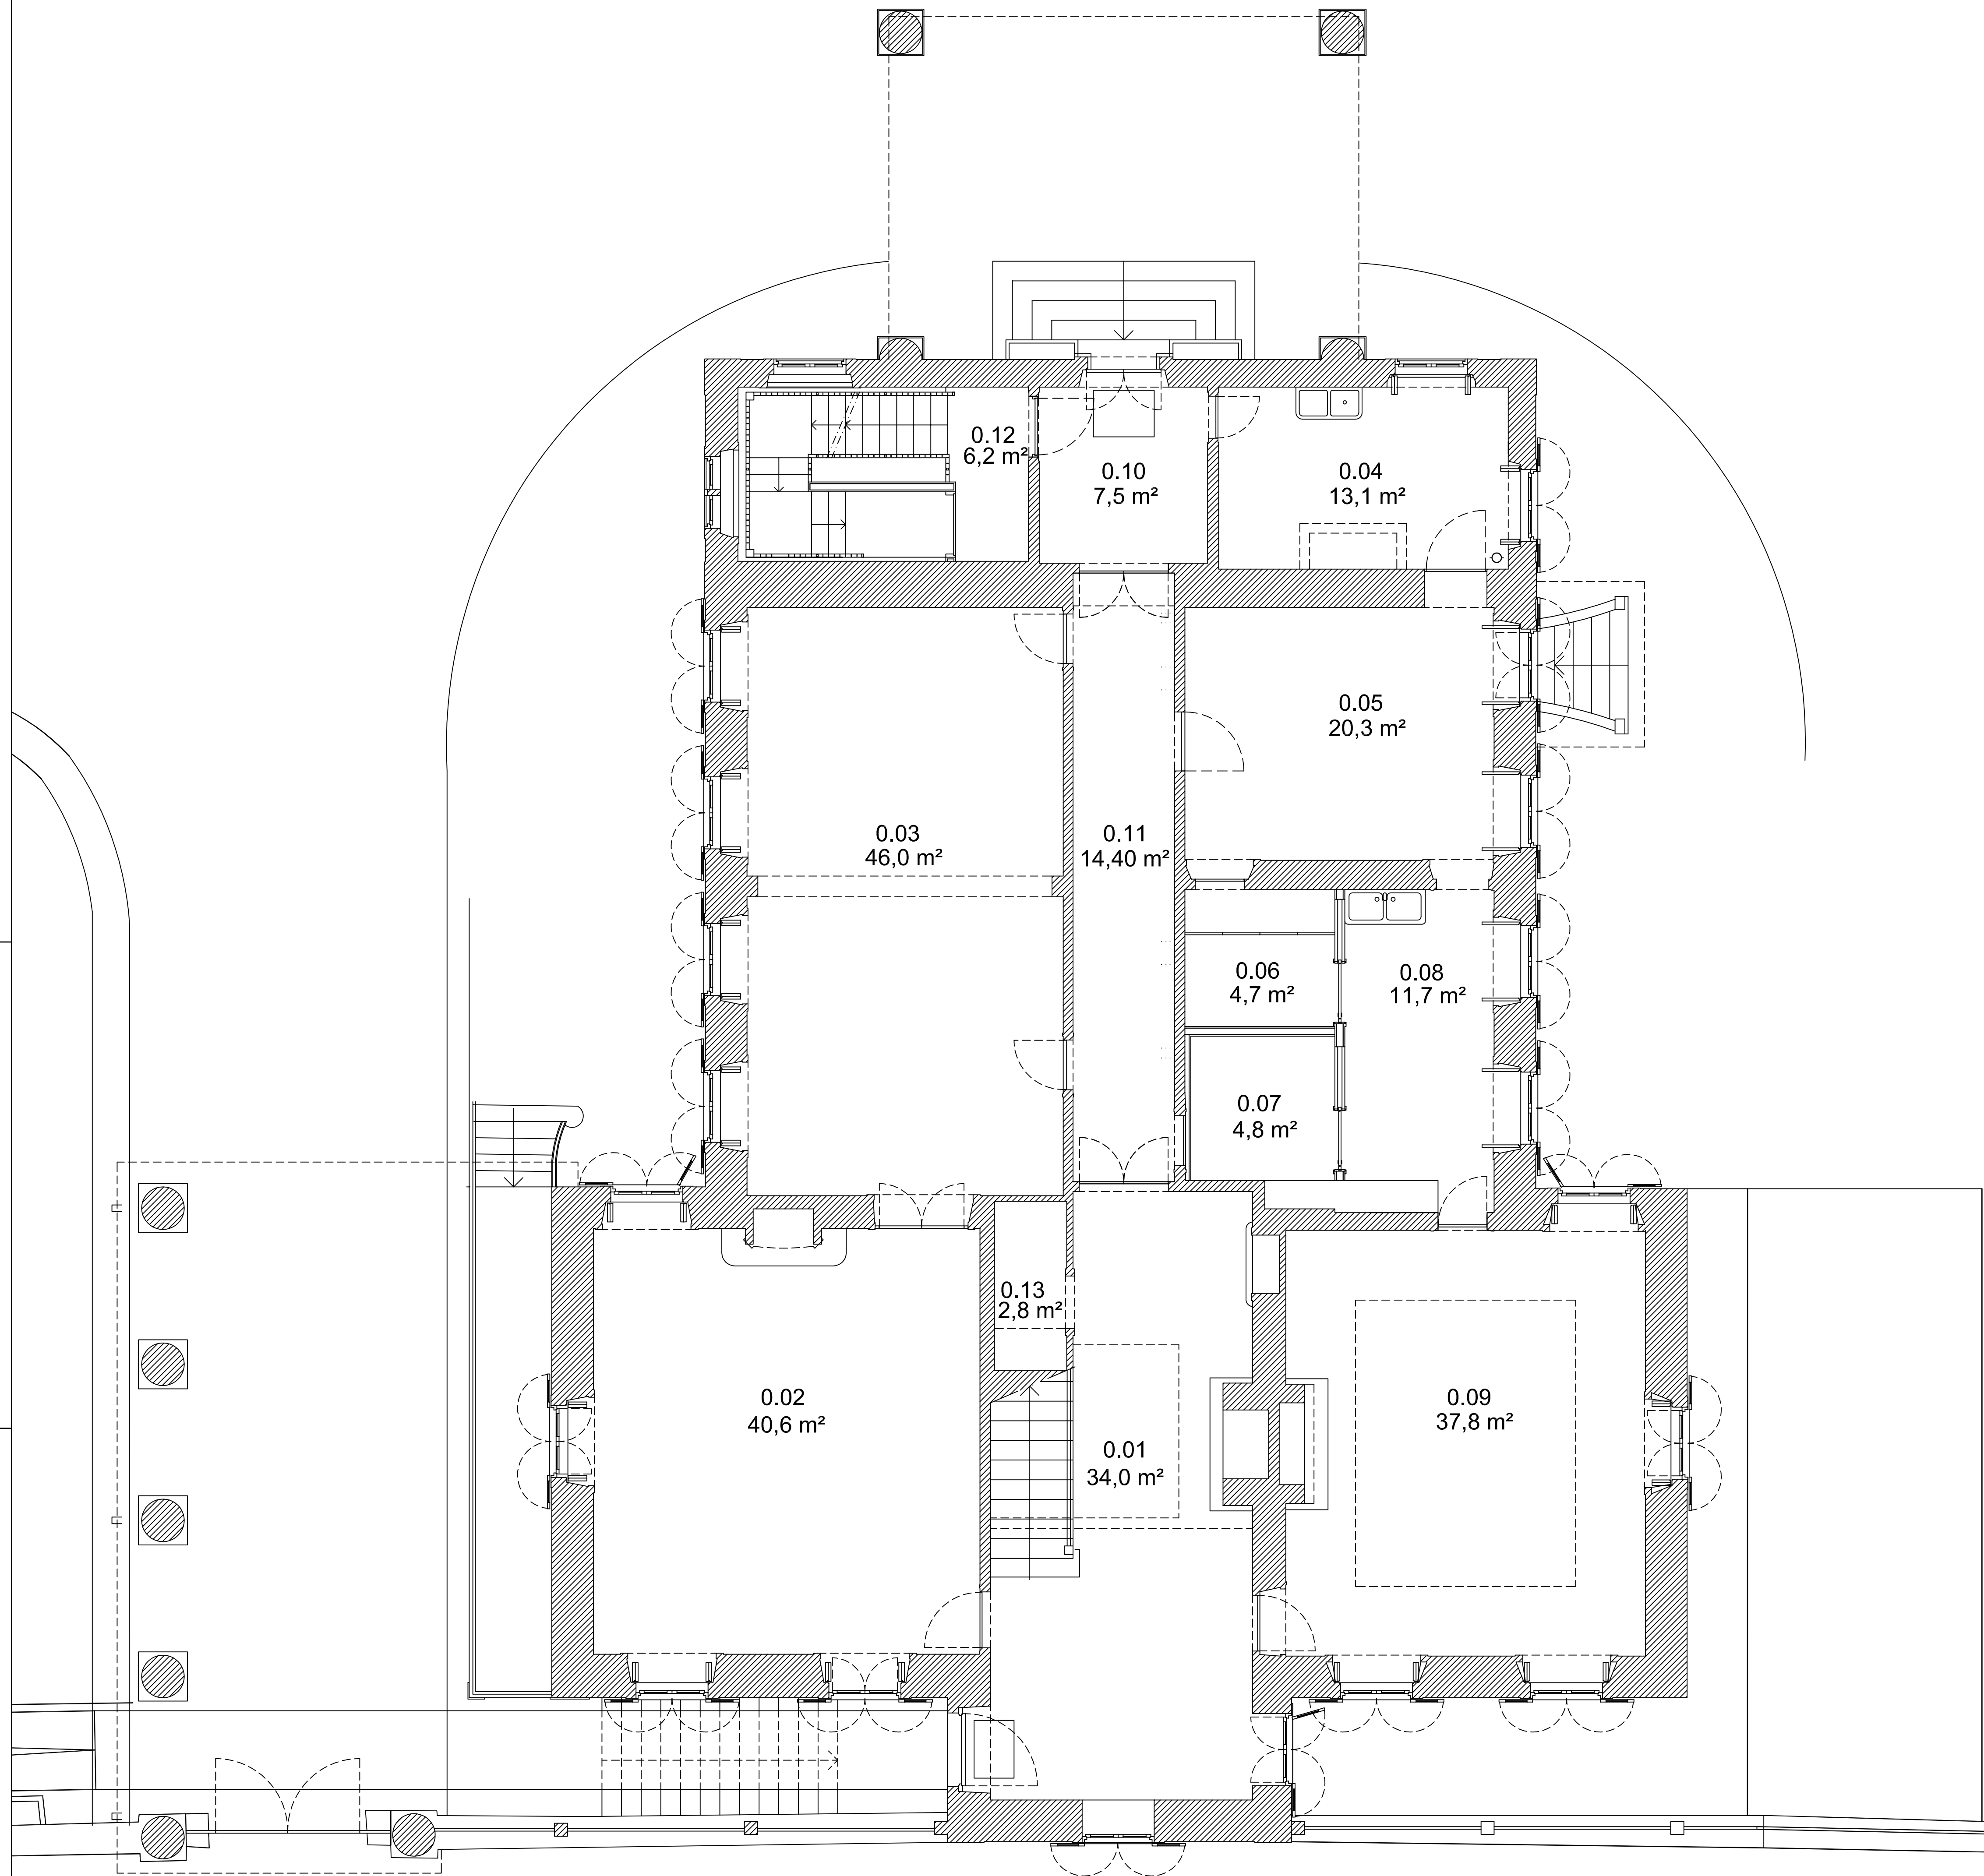 0.12
6,2 m²
0.10
7,5 m²
0.04
13,1 m²
0.05
20,3 m²
0.03
46,0 m²
0.11
14,40 m²
0.06
4,7 m²
0.08
11,7 m²
0.07
4,8 m²
0.13
2,8 m²
0.02
40,6 m²
0.01
34,0 m²
0.09
37,8 m²